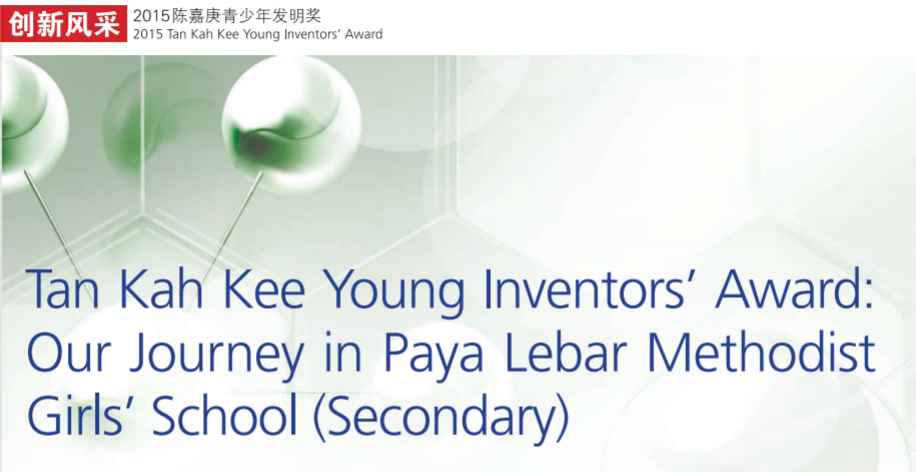 创新风采
2015陈嘉庚青少年发明奖
2015 Tan Kah Kee Young Inventors’ Award
Tan Kah Kee Young Inventors’ Award:
Our Journey in Paya Lebar Methodist
Girls’ School (Secondary)